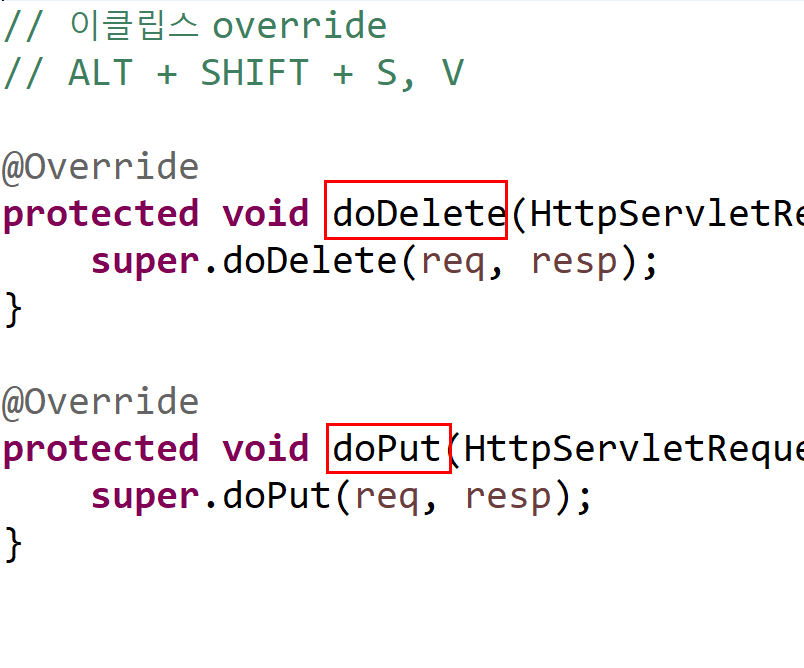 // 이클립스 override
// ALT + SHIFT + S, V
@Override
protected void doDelete(HttpServletRe
super.doDelete(req, resp);
}
@Override
protected void doPut(HttpServletReque
super.doPut(req, resp);
}